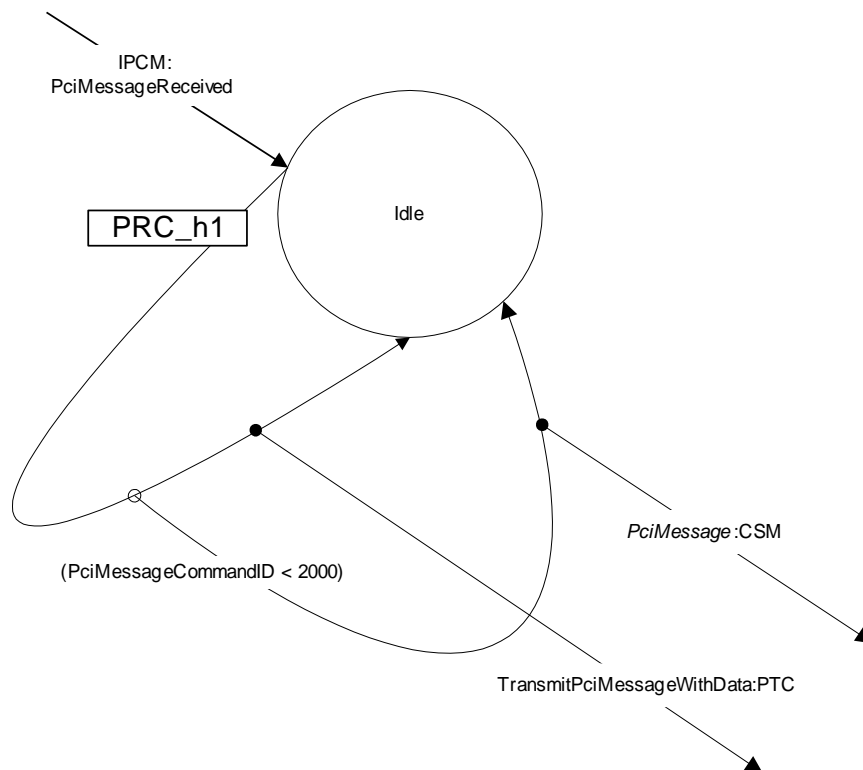 IPCM:
PciMessageReceived
PRC_h1
Idle
PciMessage:CSM
(PciMessageCommandID < 2000)
TransmitPciMessageWithData:PTC